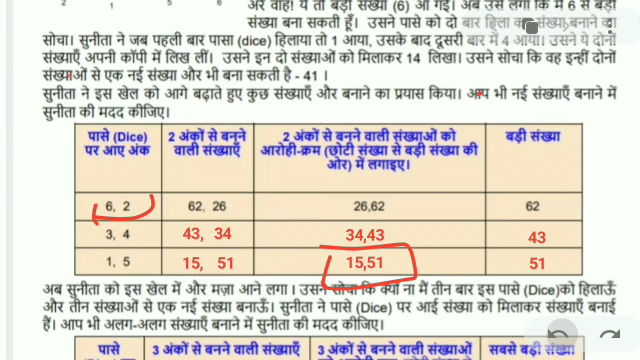 2 1 5
अरे वाह! ये तो बड़ी संख्या (6) आ गई। अब उसे लगा कि मैं 6 से बड़ी
संख्या बना सकती हूँ। उसने पासे को दो बार हिला कर संख्या बनाने का
सोचा। सुनीता ने जब पहली बार पासा (dice) हिलाया तो 1 आया, उसके बाद दूसरी बार में 4 आया। उसने ये दोनों
संख्याएँ अपनी कॉपी में लिख लीं। उसने इन दो संख्याओं को मिलाकर 14 लिखा। उसने सोचा कि वह इन्हीं दोनों
संख्याओं से एक नई संख्या और भी बना सकती है - 41 ।
सुनीता ने इस खेल को आगे बढ़ाते हुए कुछ संख्याएँ और बनाने का प्रयास किया। आप भी नई संख्याएँ बनाने में
सुनीता की मदद कीजिए।
पासे (Dice) 2 अंकों से बनने 2 अंकों से बनने वाली संख्याओं को बड़ी संख्या
पर आए अंक वाली संख्याएँ आरोही-क्रम (छोटी संख्या से बड़ी संख्या की
ओर) में लगाइए।
6, 2 62, 26 26,62 62
3, 4 43, 34 34,43 43
1, 5 15, 51 15,51 51
अब सुनीता को इस खेल में और मज़ा आने लगा । उसने सोचा कि क्यों ना मैं तीन बार इस पासे (Dice)को हिलाऊँ
और तीन संख्याओं से एक नई संख्या बनाऊँ। सुनीता ने पासे (Dice) पर आई संख्या को मिलाकर संख्याएँ बनाई
हैं। आप भी अलग-अलग संख्याएँ बनाने में सुनीता की मदद कीजिए।
पासे 3 अंकों से बनने वाली संख्याएँ 3 अंकों से बनने वाली संख्याओं सबसे बड़ी संख्या